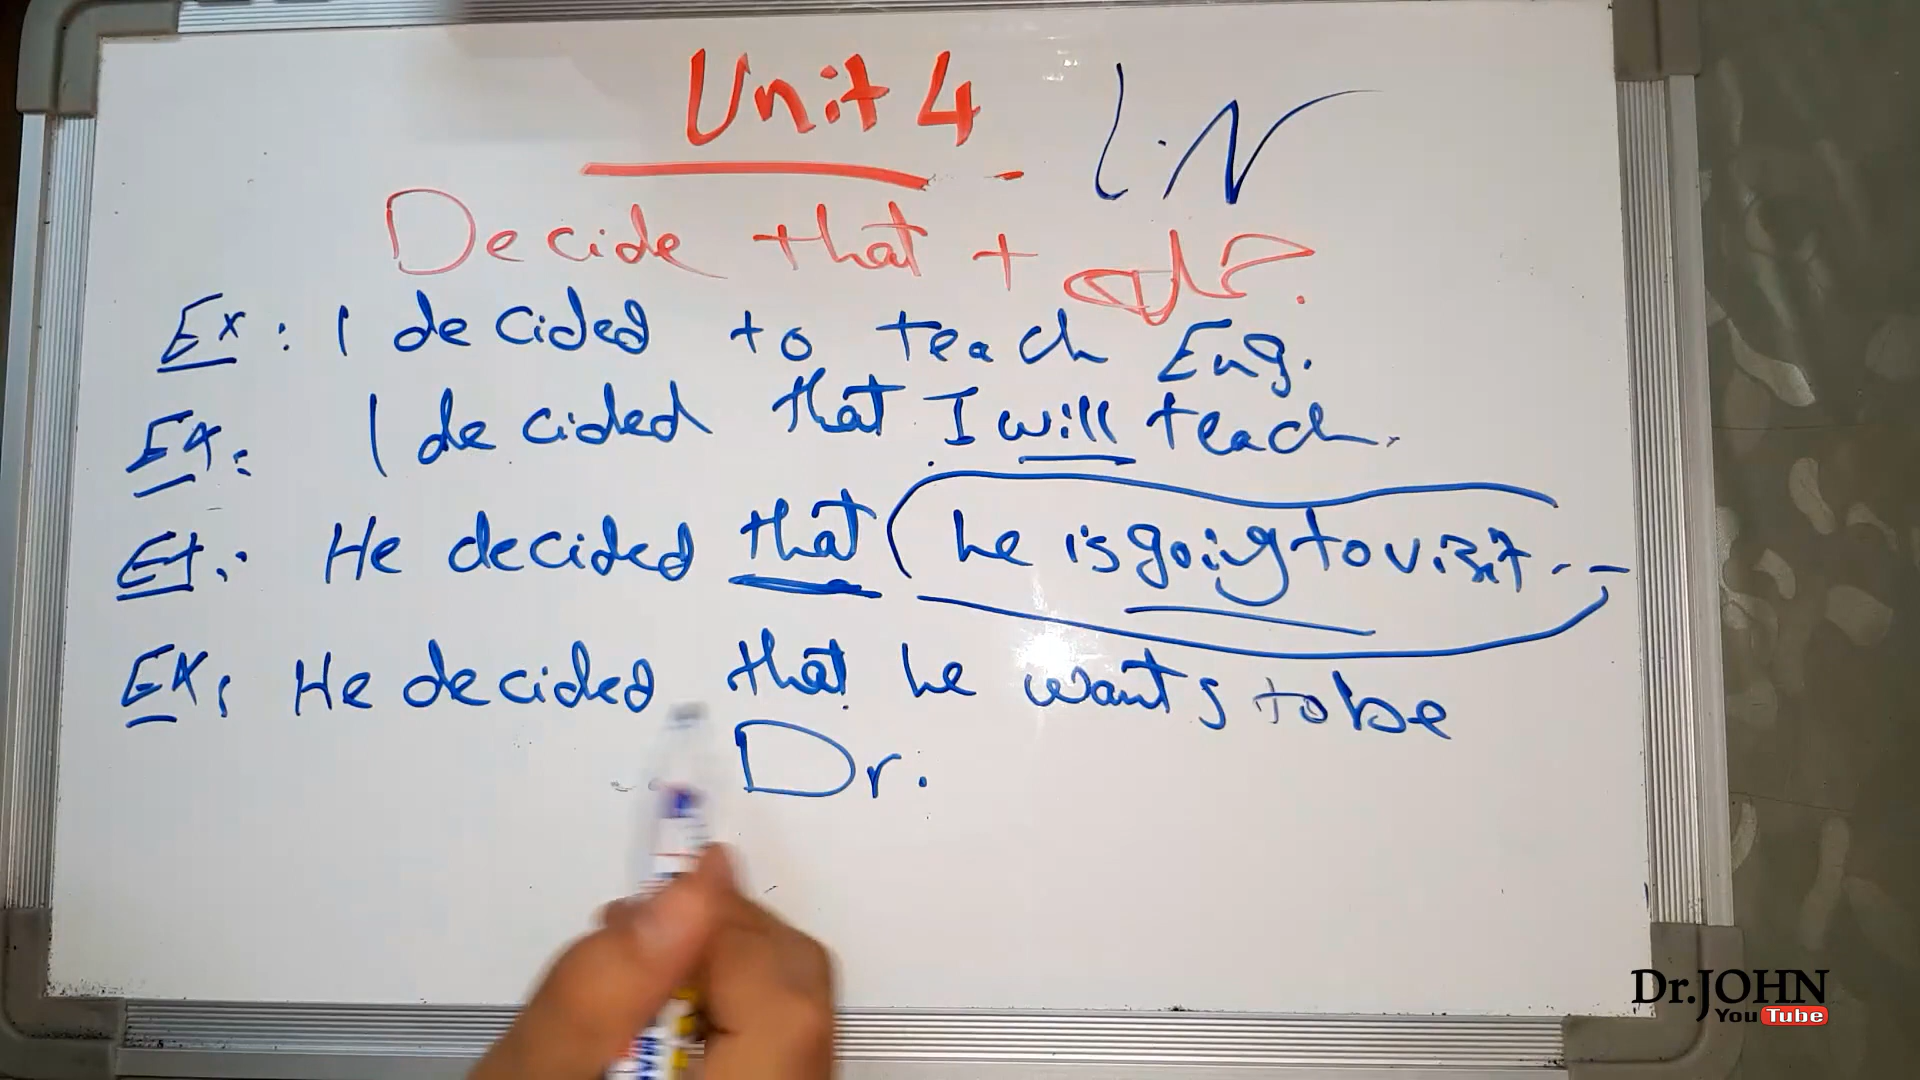 Unit 4
Decide that + جملة.
Ex: I decided to teach Eng.
Ex: I decided that I will teach.
Ex: He decided that (he is going to visit...
Ex: He decided that he wants to be
Dr.
Dr.JOHN
YouTube